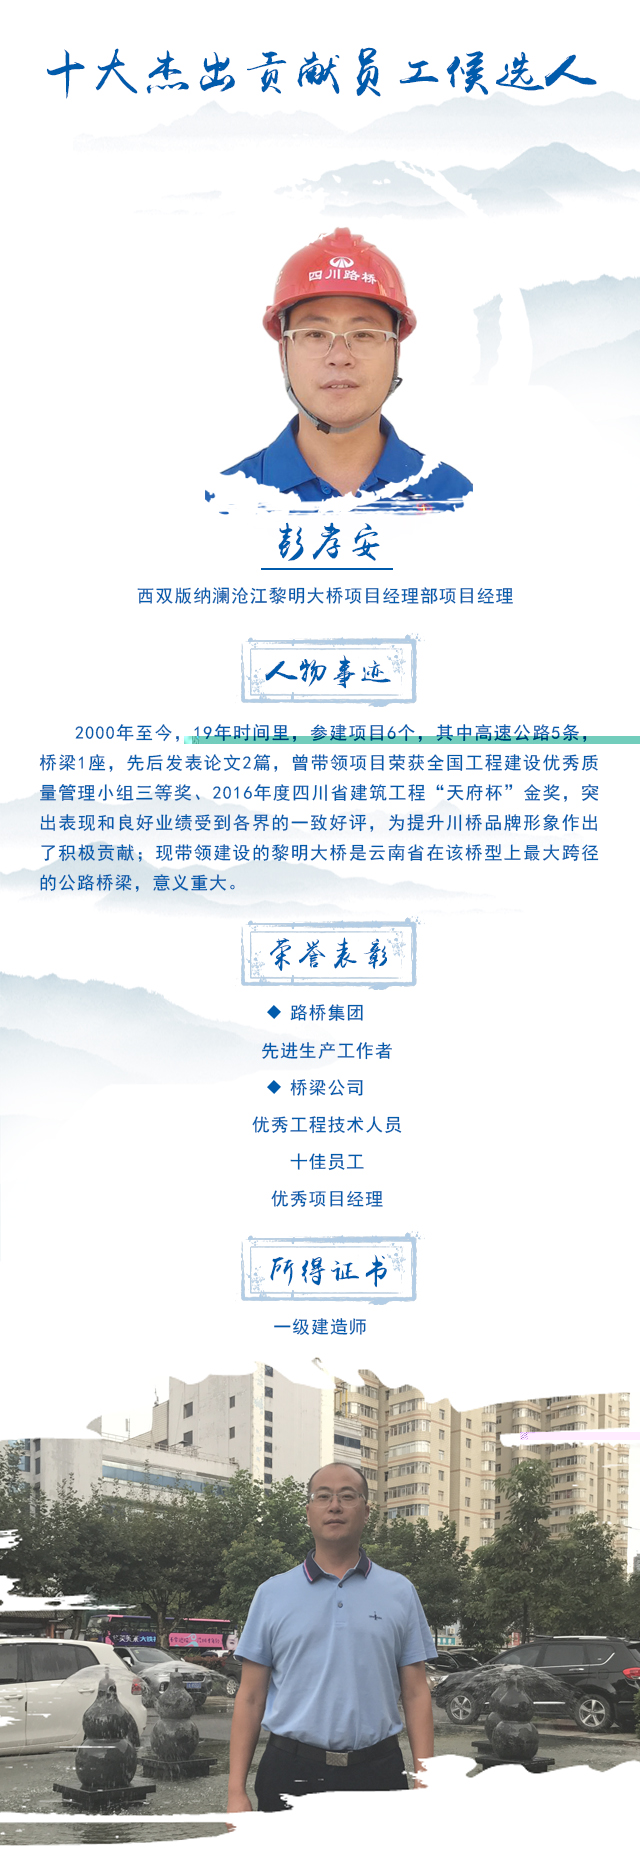 十大杰出贡献员工候选人
四川路桥
彭孝安
西双版纳澜沧江黎明大桥项目经理部项目经理
人物事迹
2000年至今，19年时间里，参建项目6个，其中高速公路5条，
桥梁1座，先后发表论文2篇，曾带领项目荣获全国工程建设优秀质
量管理小组三等奖、2016年度四川省建筑工程“天府杯”金奖，突
出表现和良好业绩受到各界的一致好评，为提升川桥品牌形象作出
了积极贡献；现带领建设的黎明大桥是云南省在该桥型上最大跨径
的公路桥梁，意义重大。
荣誉表彰
◆ 路桥集团
先进生产工作者
◆ 桥梁公司
优秀工程技术人员
十佳员工
优秀项目经理
所得证书
一级建造师